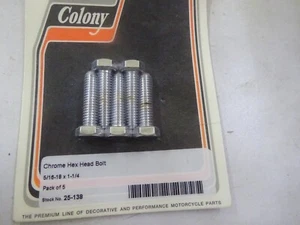 Colony
Chrome Hex Head Bolt
5/16-18 x 1-1/4
Pack of 5
Stock No. 25-138
THE PREMIUM LINE OF DECORATIVE AND PERFORMANCE MOTORCYCLE PARTS